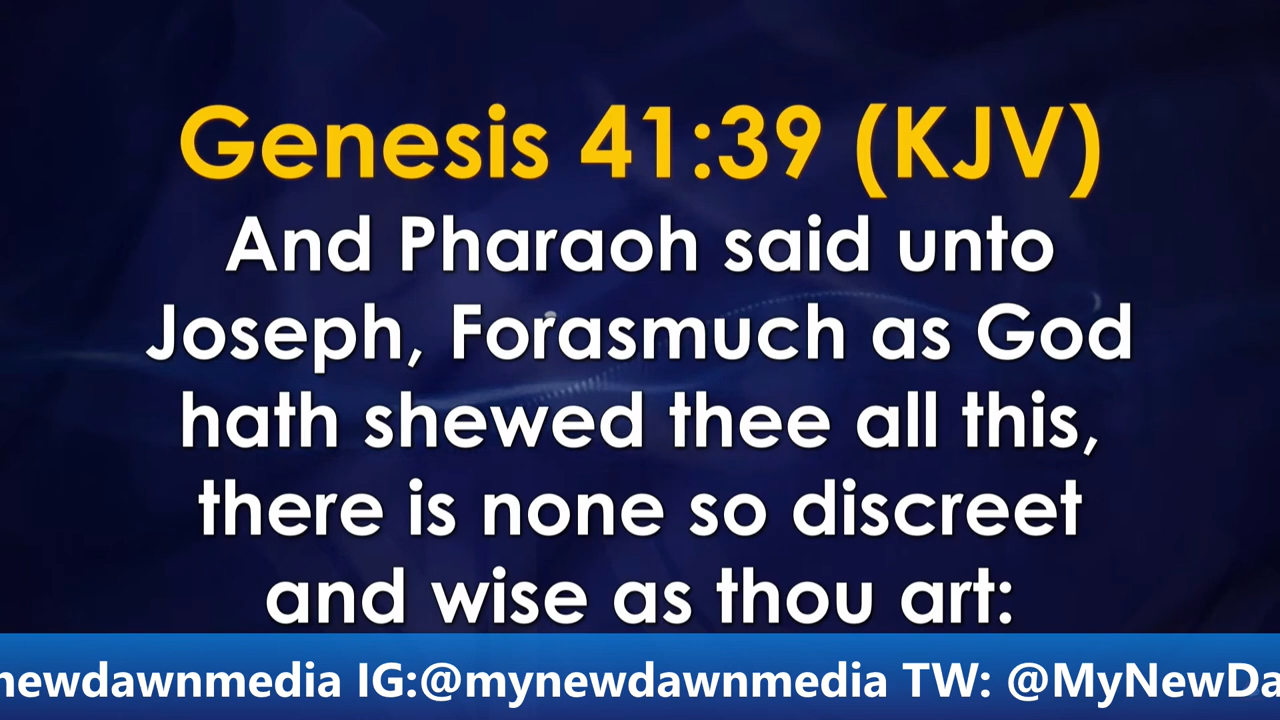 Genesis 41:39 (KJV)
And Pharaoh said unto
Joseph, Forasmuch as God
hath shewed thee all this,
there is none so discreet
and wise as thou art:
newdawnmedia IG:@mynewdawnmedia TW: @MyNewDa